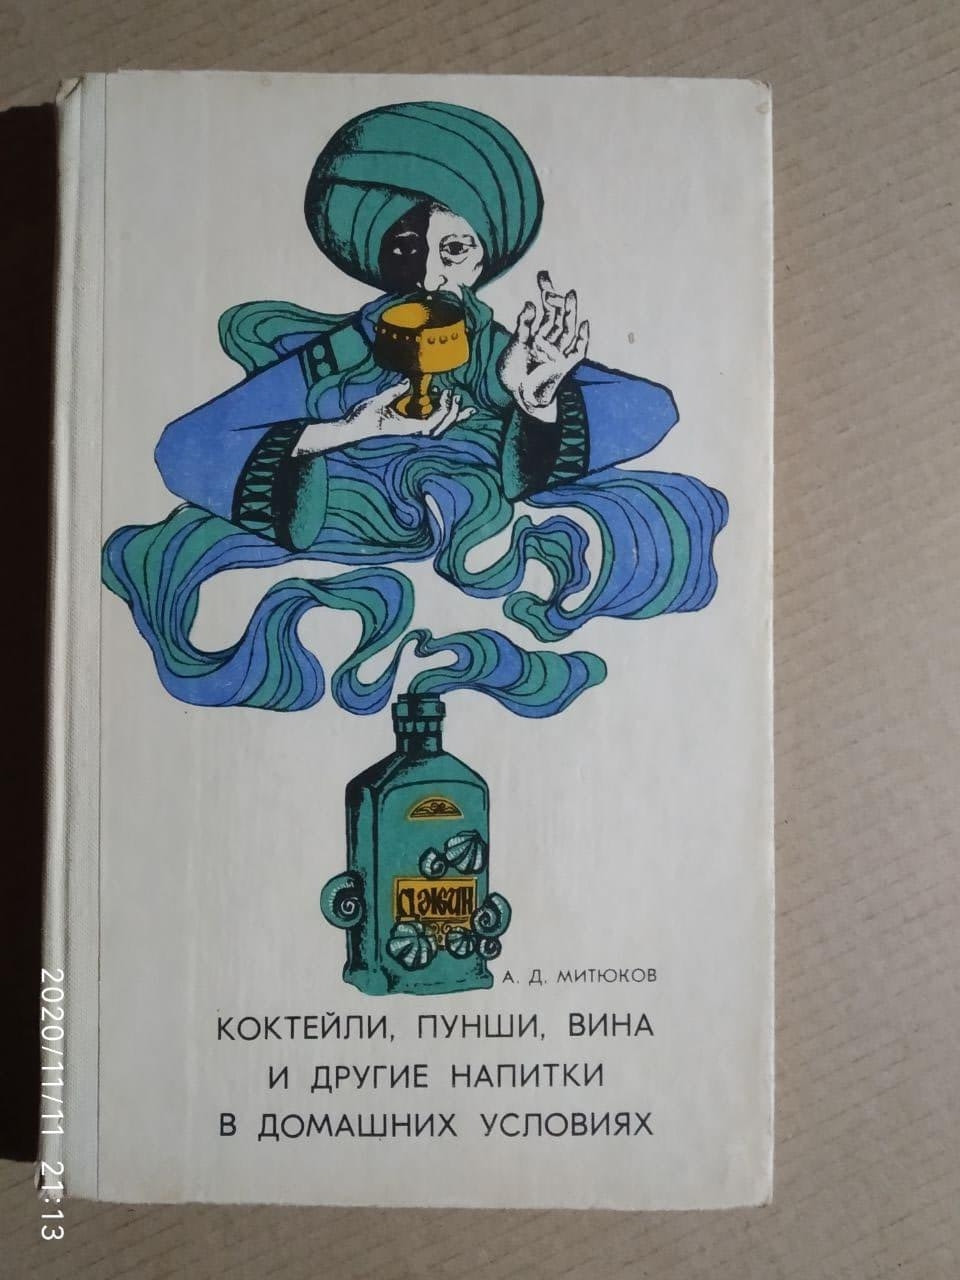 ДЖИН
А. Д. МИТЮКОВ
КОКТЕЙЛИ, ПУНШИ, ВИНА
И ДРУГИЕ НАПИТКИ
В ДОМАШНИХ УСЛОВИЯХ
2020/11/11 21:13